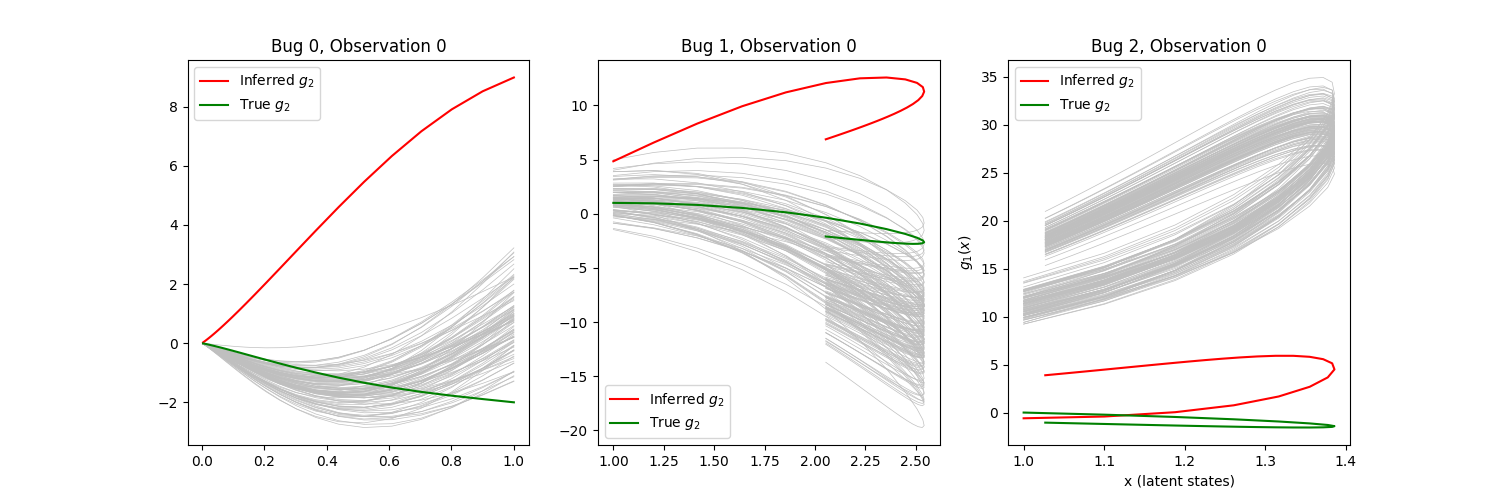 Bug 0, Observation 0
Inferred g₂
True g₂
8
6
4
2
0
−2
0.0 0.2 0.4 0.6 0.8 1.0
Bug 1, Observation 0
10
5
0
−5
−10
−15
−20
Inferred g₂
True g₂
1.00 1.25 1.50 1.75 2.00 2.25 2.50
Bug 2, Observation 0
Inferred g₂
True g₂
35
30
25
20
15
10
5
0
g₁(x)
1.0 1.1 1.2 1.3 1.4
x (latent states)